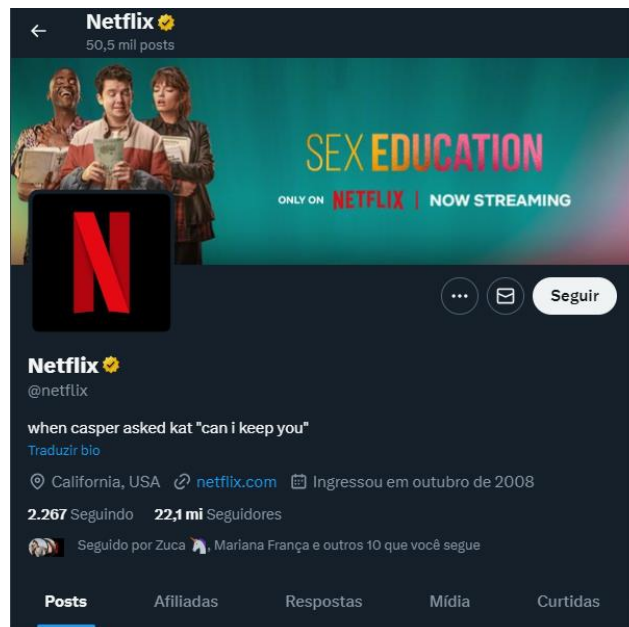 Netflix
50,5 mil posts
SEX EDUCATION
ONLY ON NETFLIX | NOW STREAMING
N
Seguir
Netflix
@netflix
when casper asked kat "can i keep you"
Traduzir bio
California, USA netflix.com Ingressou em outubro de 2008
2.267 Seguindo 22,1 mi Seguidores
Seguido por Zuca 🦄, Mariana França e outros 10 que você segue
Posts Afiliadas Respostas Mídia Curtidas